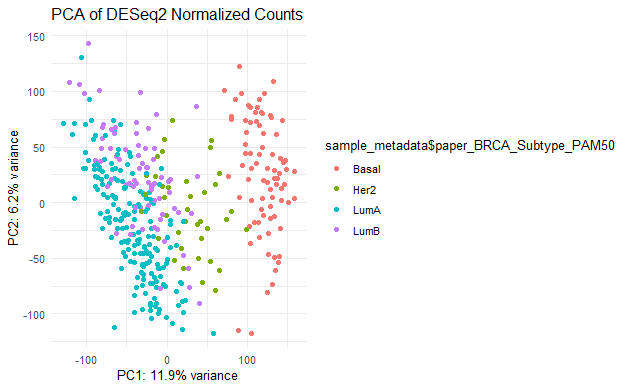 PCA of DESeq2 Normalized Counts
150
100
50
0
-50
-100
PC2: 6.2% variance
-100
0
100
PC1: 11.9% variance
sample_metadata$paper_BRCA_Subtype_PAM50
Basal
Her2
LumA
LumB